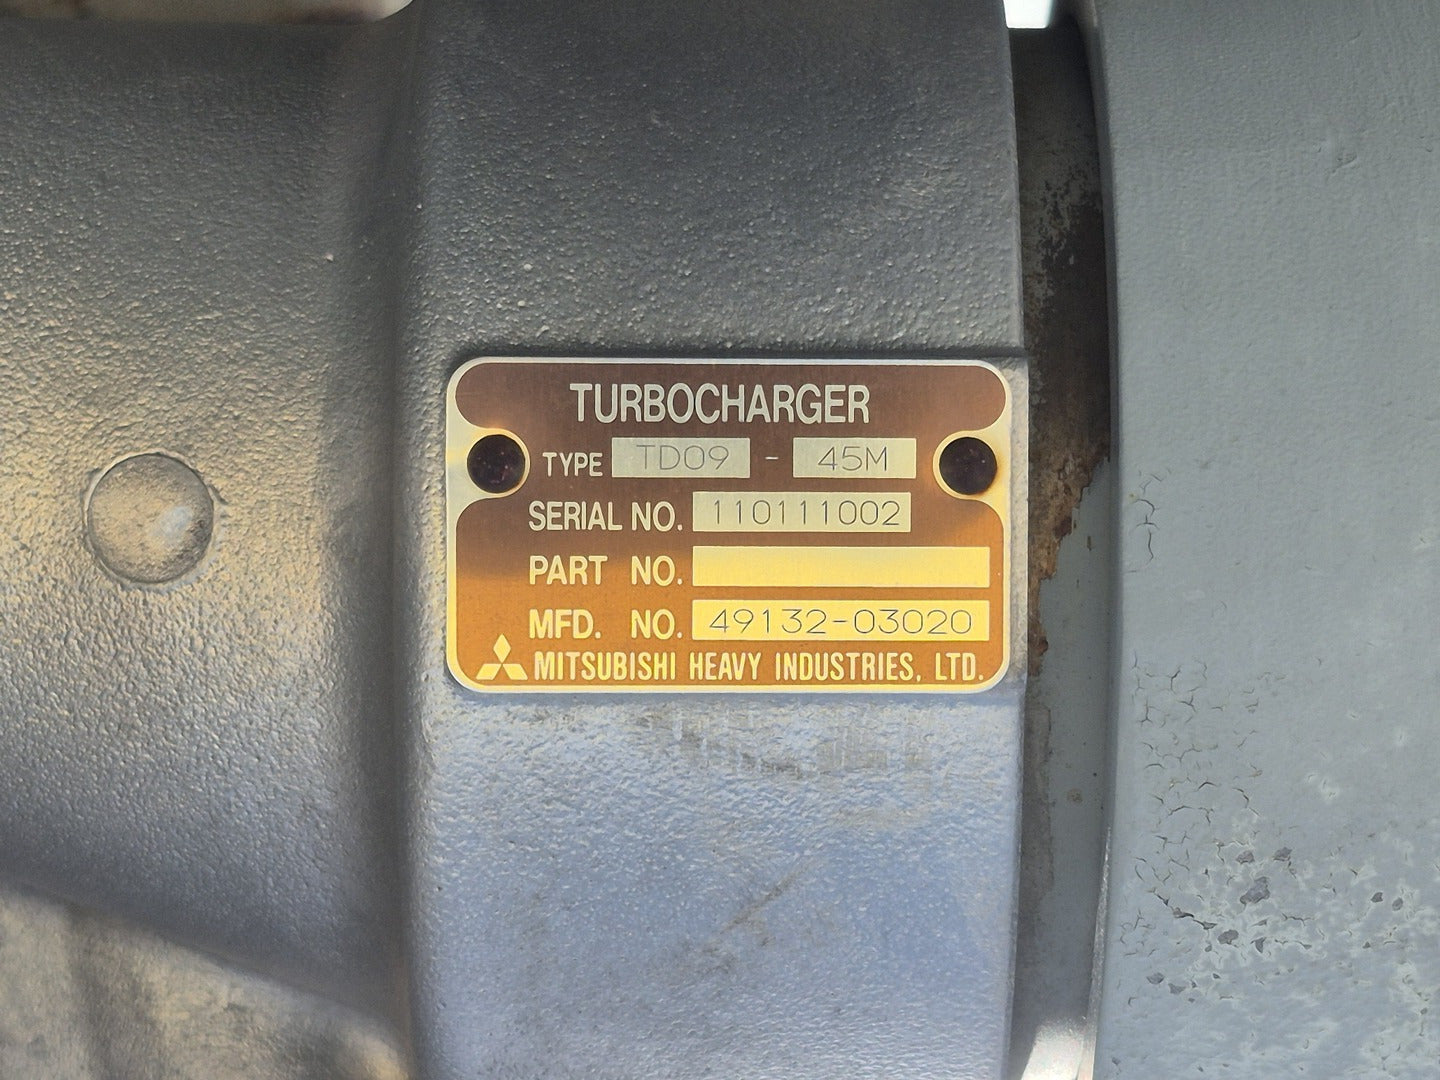 TURBOCHARGER
TYPE TD09 - 45M
SERIAL NO. 110111002
PART NO.
MFD. NO. 49132-03020
MITSUBISHI HEAVY INDUSTRIES, LTD.